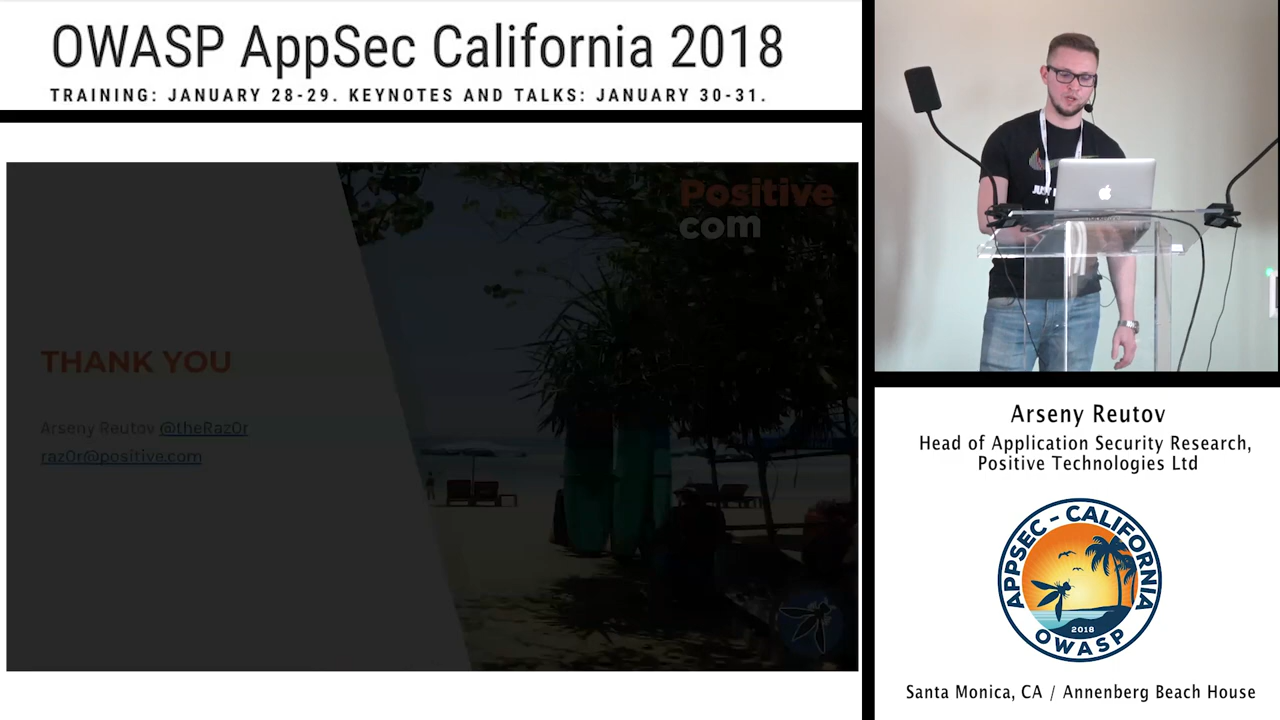 OWASP AppSec California 2018
TRAINING: JANUARY 28-29. KEYNOTES AND TALKS: JANUARY 30-31.
Positive
com
THANK YOU
Arseny Reutov @theRaz0r
raz0r@positive.com
JUST
Arseny Reutov
Head of Application Security Research,
Positive Technologies Ltd
APPSEC - CALIFORNIA
2018
OWASP
Santa Monica, CA / Annenberg Beach House